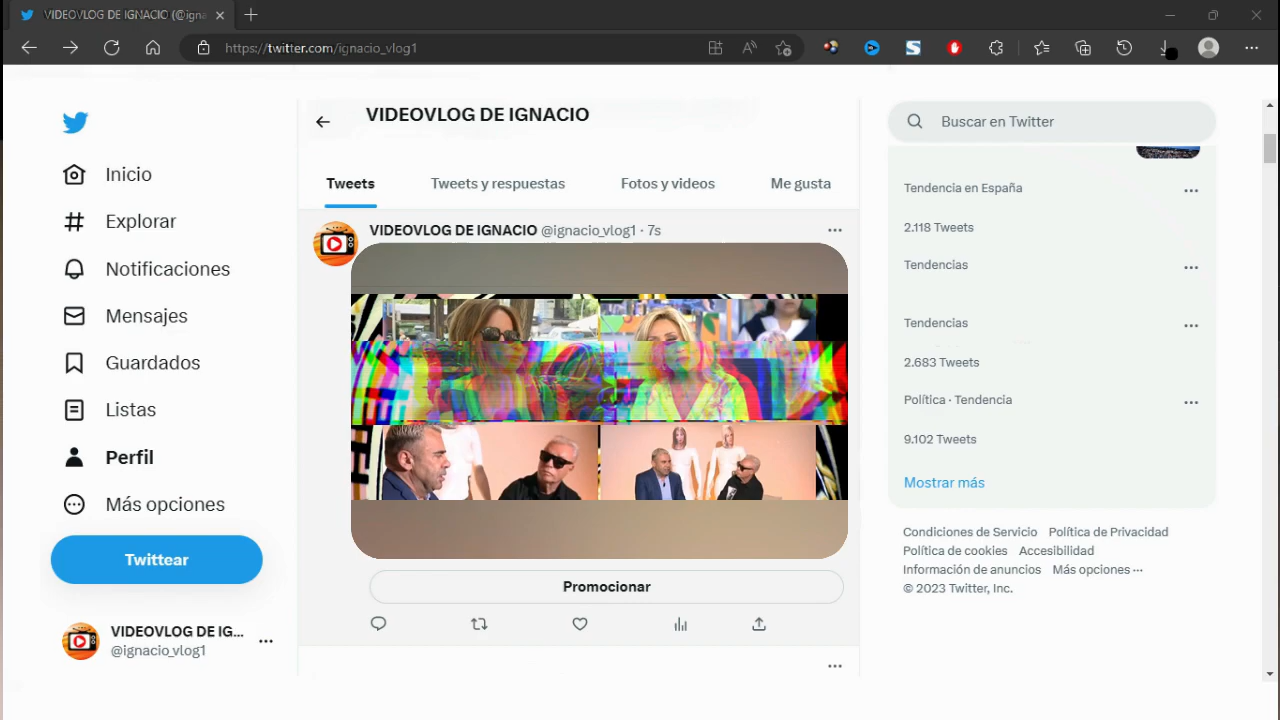 VIDEOVLOG DE IGNACIO (@igna
https://twitter.com/ignacio_vlog1
Inicio
Explorar
Notificaciones
Mensajes
Guardados
Listas
Perfil
Más opciones
Twittear
VIDEOVLOG DE IG...
@ignacio_vlog1
VIDEOVLOG DE IGNACIO
Tweets
Tweets y respuestas
Fotos y videos
Me gusta
VIDEOVLOG DE IGNACIO @ignacio_vlog1 · 7s
Promocionar
Buscar en Twitter
Tendencia en España
2.118 Tweets
Tendencias
Tendencias
2.683 Tweets
Política · Tendencia
9.102 Tweets
Mostrar más
Condiciones de Servicio Política de Privacidad
Política de cookies Accesibilidad
Información de anuncios Más opciones ···
© 2023 Twitter, Inc.